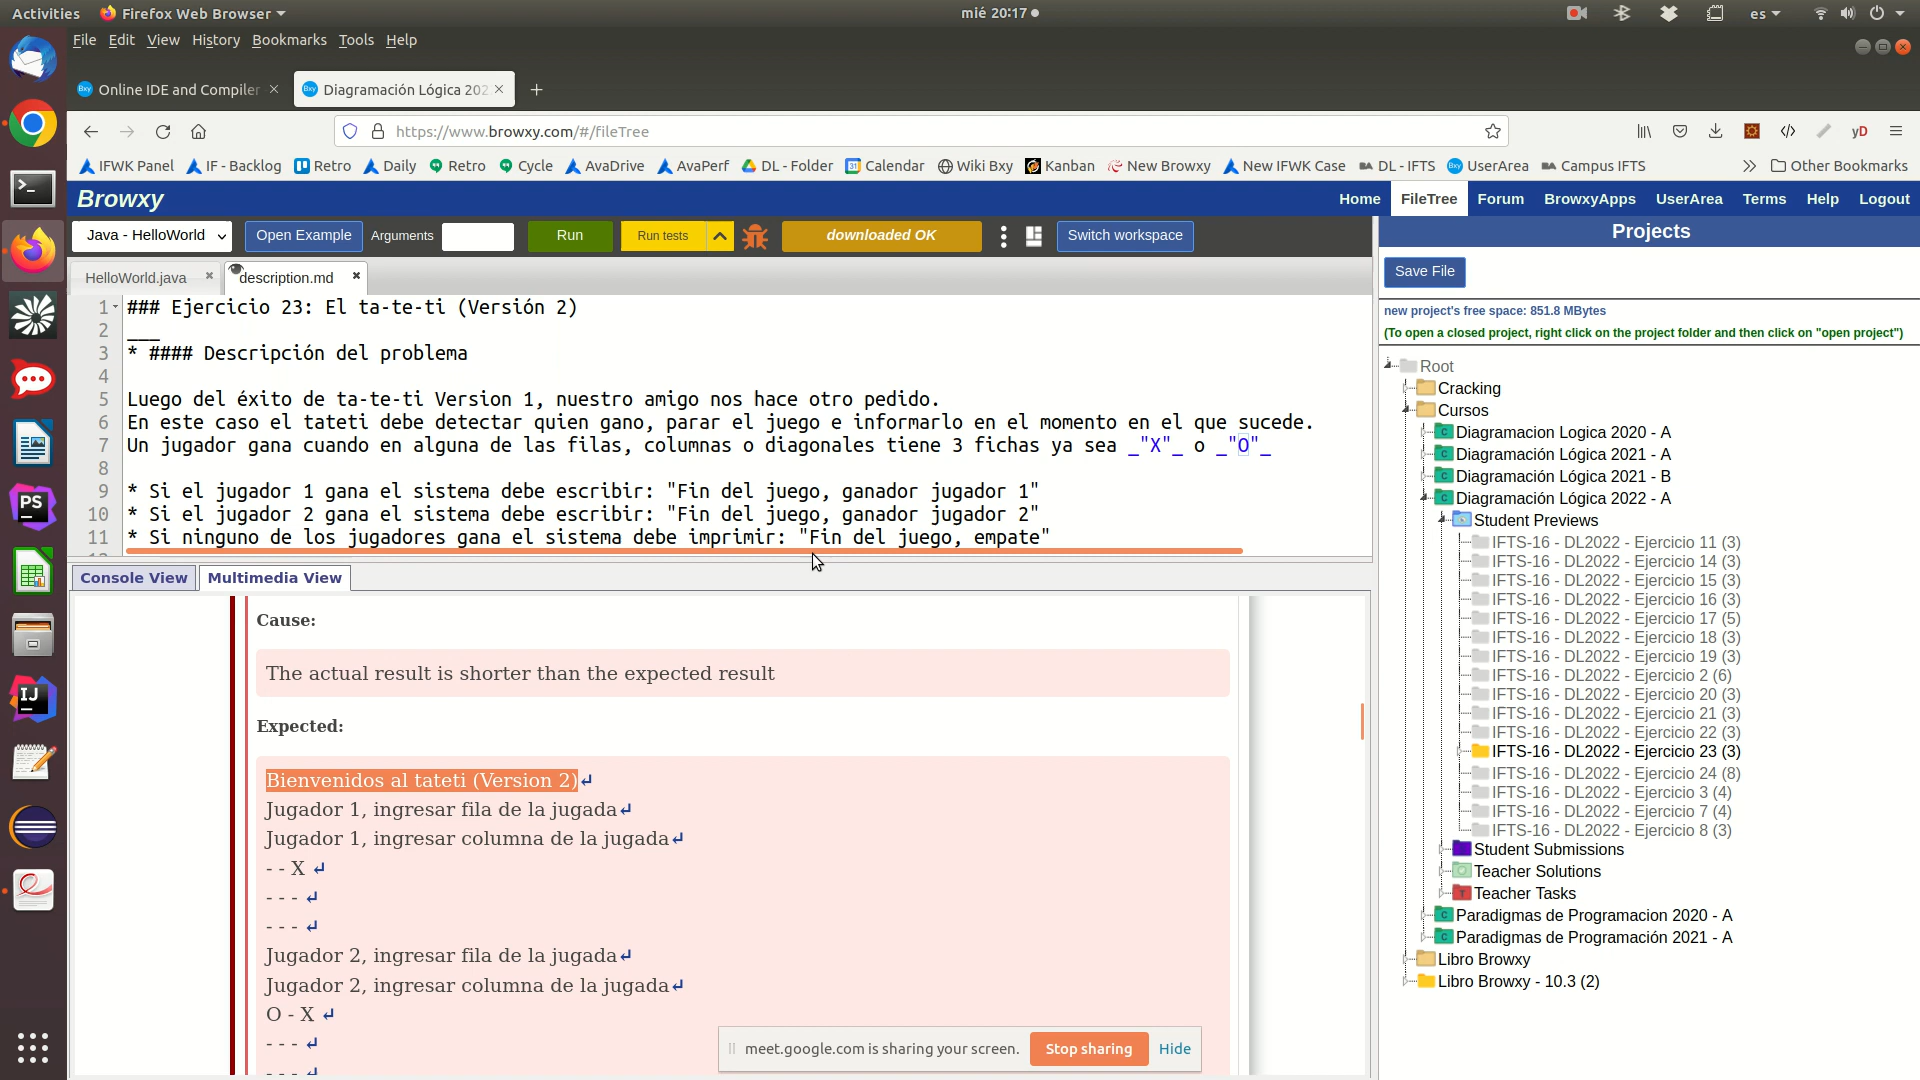 Activities
Firefox Web Browser
mié 20:17
es
File Edit View History Bookmarks Tools Help
Online IDE and Compiler
Diagramación Lógica 202
https://www.browxy.com/#/fileTree
IFWK Panel
IF - Backlog
Retro
Daily
Retro
Cycle
AvaDrive
AvaPerf
DL - Folder
Calendar
Wiki Bxy
Kanban
New Browxy
New IFWK Case
DL - IFTS
UserArea
Campus IFTS
Other Bookmarks
Browxy
Home FileTree Forum BrowxyApps UserArea Terms Help Logout
Java - HelloWorld
Open Example
Arguments
Run
Run tests
downloaded OK
Switch workspace
HelloWorld.java
description.md
1 ### Ejercicio 23: El ta-te-ti (Versión 2)
2 ___
3 * #### Descripción del problema
4
5 Luego del éxito de ta-te-ti Version 1, nuestro amigo nos hace otro pedido.
6 En este caso el tateti debe detectar quien gano, parar el juego e informarlo en el momento en el que sucede.
7 Un jugador gana cuando en alguna de las filas, columnas o diagonales tiene 3 fichas ya sea _"X"_ o _"O"_
8
9 * Si el jugador 1 gana el sistema debe escribir: "Fin del juego, ganador jugador 1"
10 * Si el jugador 2 gana el sistema debe escribir: "Fin del juego, ganador jugador 2"
11 * Si ninguno de los jugadores gana el sistema debe imprimir: "Fin del juego, empate"
Console View
Multimedia View
Cause:
The actual result is shorter than the expected result
Expected:
Bienvenidos al tateti (Version 2)↵
Jugador 1, ingresar fila de la jugada↵
Jugador 1, ingresar columna de la jugada↵
- - X ↵
- - - ↵
- - - ↵
Jugador 2, ingresar fila de la jugada↵
Jugador 2, ingresar columna de la jugada↵
O - X ↵
- - - ↵
- - - ↵
meet.google.com is sharing your screen.
Stop sharing
Hide
Projects
Save File
new project's free space: 851.8 MBytes
(To open a closed project, right click on the project folder and then click on "open project")
Root
Cracking
Cursos
Diagramacion Logica 2020 - A
Diagramación Lógica 2021 - A
Diagramación Lógica 2021 - B
Diagramación Lógica 2022 - A
Student Previews
IFTS-16 - DL2022 - Ejercicio 11 (3)
IFTS-16 - DL2022 - Ejercicio 14 (3)
IFTS-16 - DL2022 - Ejercicio 15 (3)
IFTS-16 - DL2022 - Ejercicio 16 (3)
IFTS-16 - DL2022 - Ejercicio 17 (5)
IFTS-16 - DL2022 - Ejercicio 18 (3)
IFTS-16 - DL2022 - Ejercicio 19 (3)
IFTS-16 - DL2022 - Ejercicio 2 (6)
IFTS-16 - DL2022 - Ejercicio 20 (3)
IFTS-16 - DL2022 - Ejercicio 21 (3)
IFTS-16 - DL2022 - Ejercicio 22 (3)
IFTS-16 - DL2022 - Ejercicio 23 (3)
IFTS-16 - DL2022 - Ejercicio 24 (8)
IFTS-16 - DL2022 - Ejercicio 3 (4)
IFTS-16 - DL2022 - Ejercicio 7 (4)
IFTS-16 - DL2022 - Ejercicio 8 (3)
Student Submissions
Teacher Solutions
Teacher Tasks
Paradigmas de Programacion 2020 - A
Paradigmas de Programación 2021 - A
Libro Browxy
Libro Browxy - 10.3 (2)